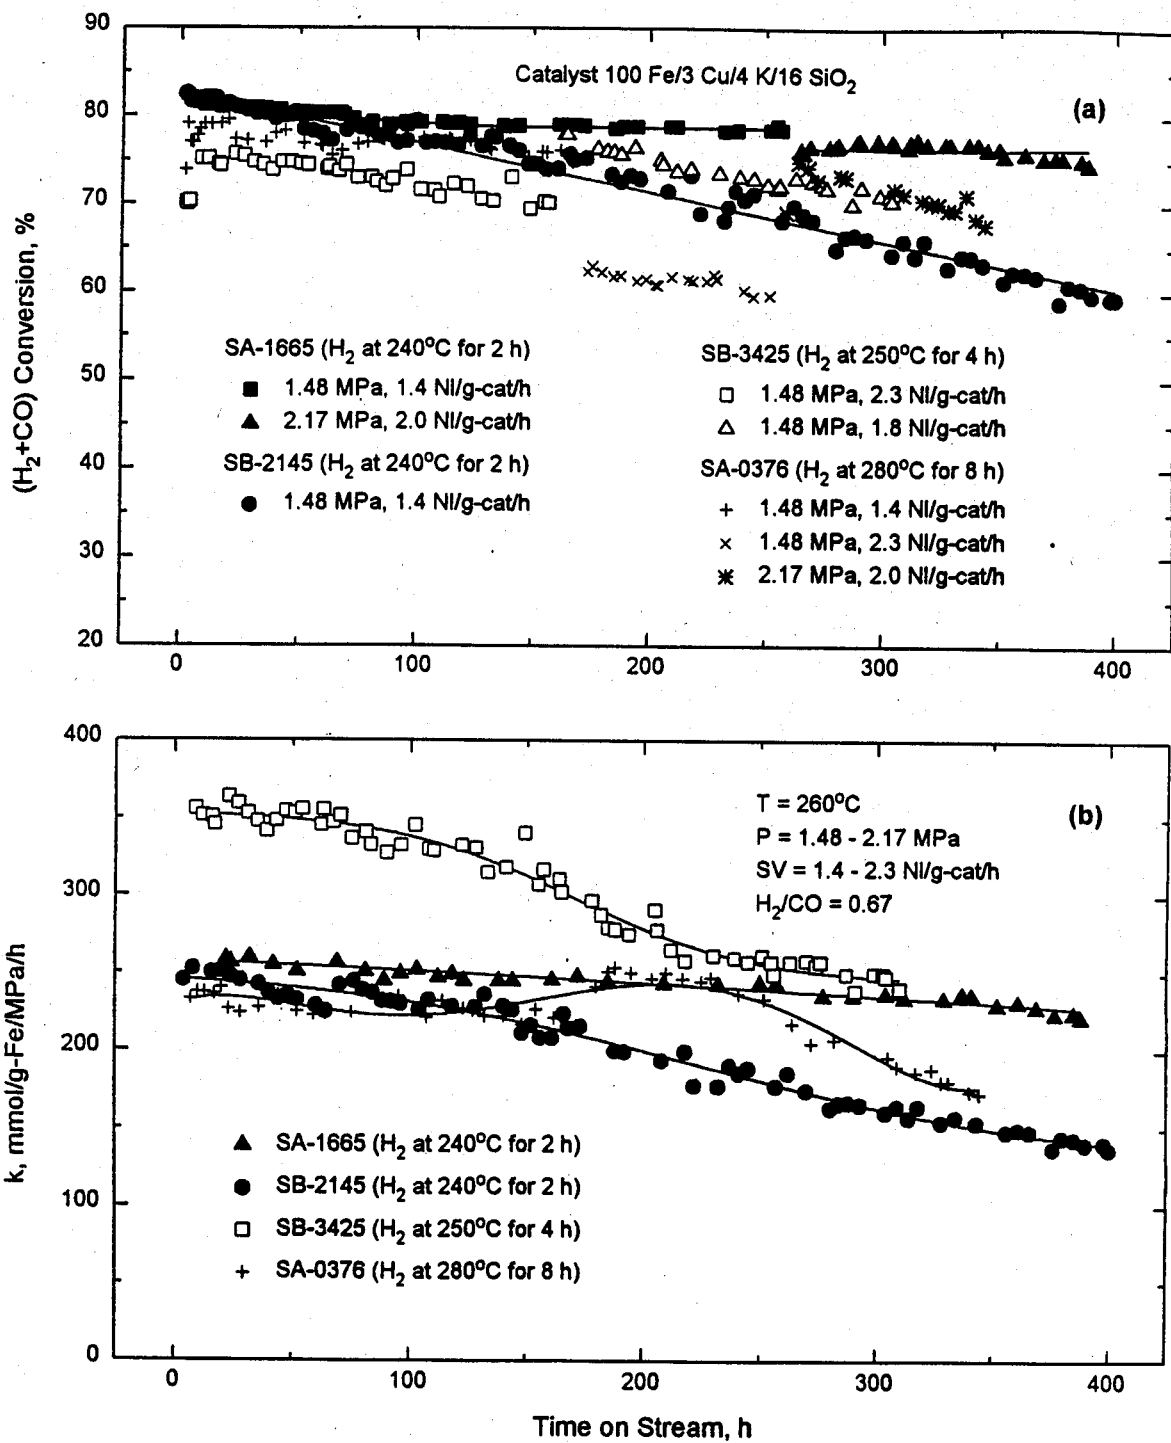 90
80
70
60
50
40
30
20
(H₂+CO) Conversion, %
Catalyst 100 Fe/3 Cu/4 K/16 SiO₂
(a)
SA-1665 (H₂ at 240°C for 2 h)
1.48 MPa, 1.4 Nl/g-cat/h
2.17 MPa, 2.0 Nl/g-cat/h
SB-2145 (H₂ at 240°C for 2 h)
1.48 MPa, 1.4 Nl/g-cat/h
SB-3425 (H₂ at 250°C for 4 h)
1.48 MPa, 2.3 Nl/g-cat/h
1.48 MPa, 1.8 Nl/g-cat/h
SA-0376 (H₂ at 280°C for 8 h)
1.48 MPa, 1.4 Nl/g-cat/h
1.48 MPa, 2.3 Nl/g-cat/h
2.17 MPa, 2.0 Nl/g-cat/h
0 100 200 300 400
400
300
200
100
0
k, mmol/g-Fe/MPa/h
T = 260°C
P = 1.48 - 2.17 MPa
SV = 1.4 - 2.3 Nl/g-cat/h
H₂/CO = 0.67
(b)
SA-1665 (H₂ at 240°C for 2 h)
SB-2145 (H₂ at 240°C for 2 h)
SB-3425 (H₂ at 250°C for 4 h)
SA-0376 (H₂ at 280°C for 8 h)
0 100 200 300 400
Time on Stream, h